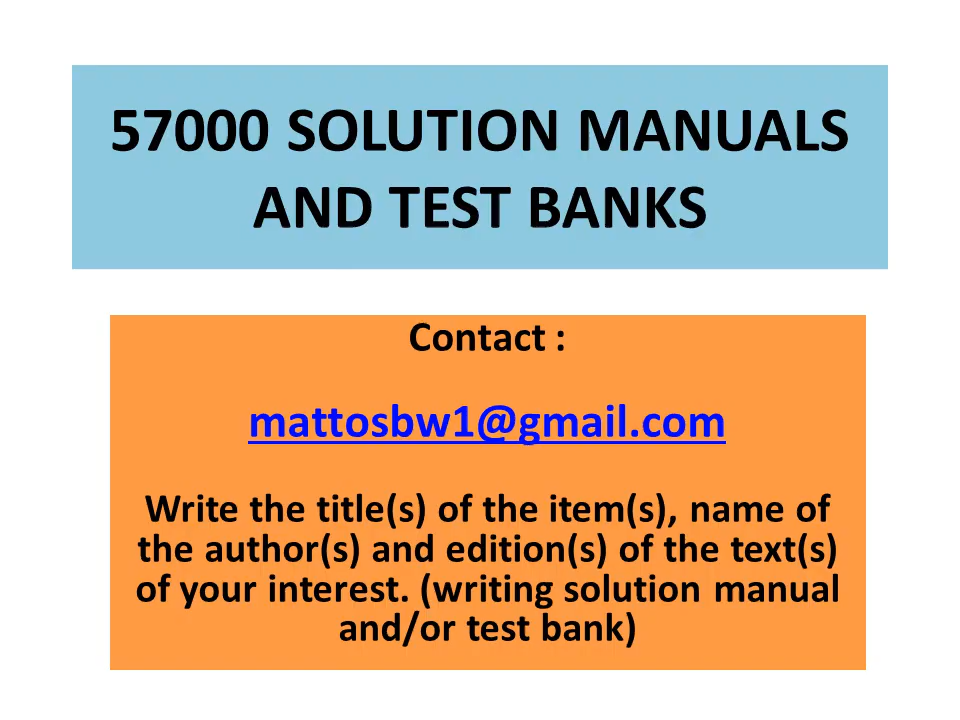 57000 SOLUTION MANUALS
AND TEST BANKS
Contact :
mattosbw1@gmail.com
Write the title(s) of the item(s), name of
the author(s) and edition(s) of the text(s)
of your interest. (writing solution manual
and/or test bank)